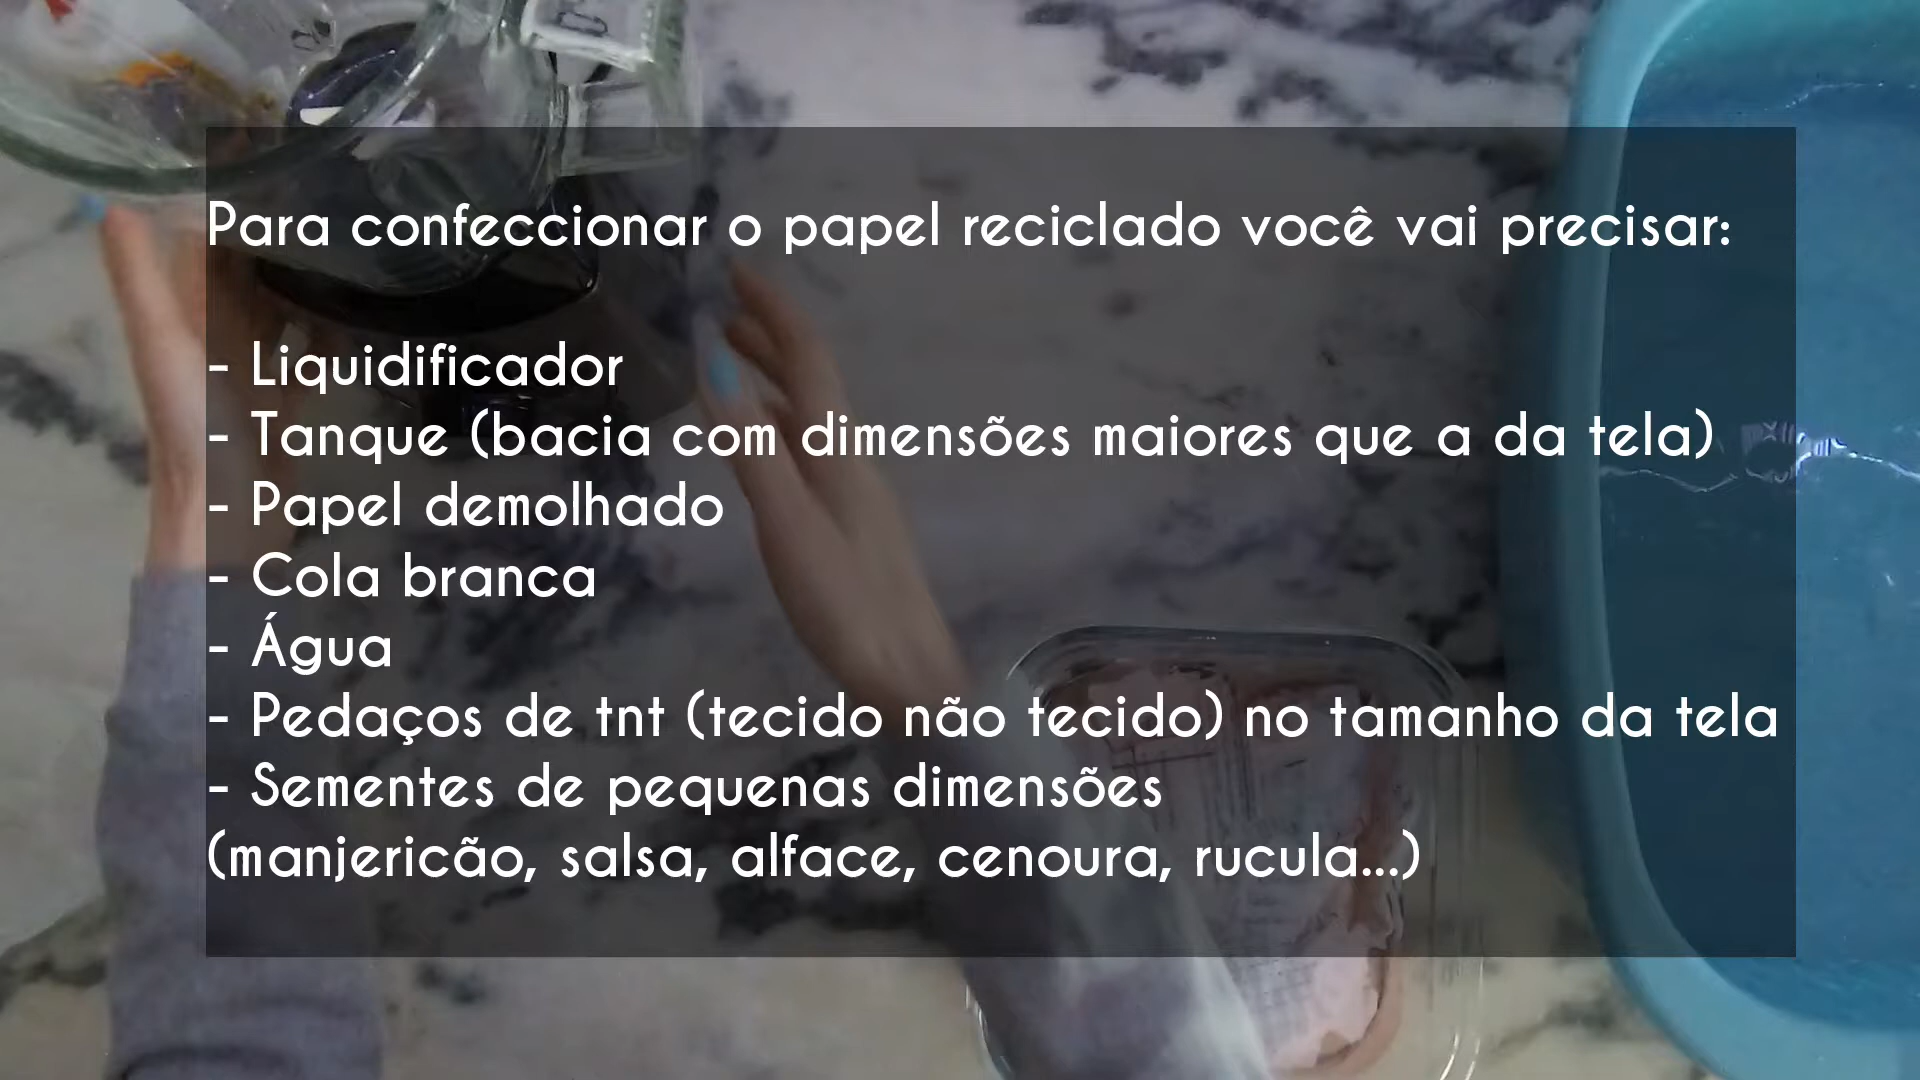 Para confeccionar o papel reciclado você vai precisar:
- Liquidificador
- Tanque (bacia com dimensões maiores que a da tela)
- Papel demolhado
- Cola branca
- Água
- Pedaços de tnt (tecido não tecido) no tamanho da tela
- Sementes de pequenas dimensões
(manjericão, salsa, alface, cenoura, rucula...)